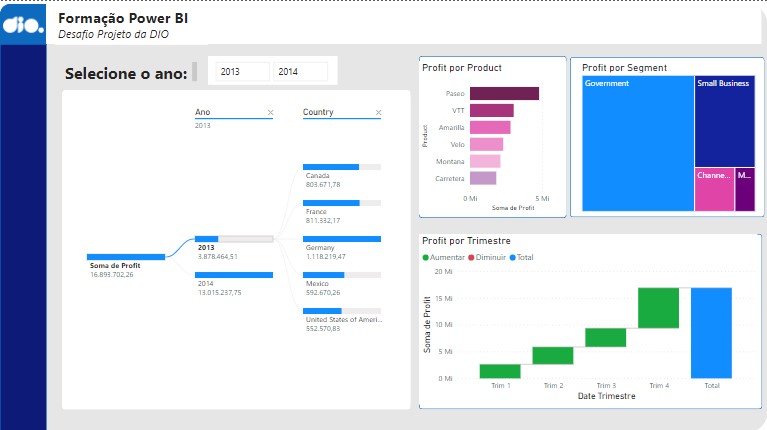 dio.
Formação Power BI
Desafio Projeto da DIO
Selecione o ano:
2013
2014
Ano
2013
Country
Soma de Profit
16.893.702,26
2013
3.878.464,51
2014
13.015.237,75
Canada
803.671,78
France
811.332,17
Germany
1.118.219,47
Mexico
592.670,26
United States of Ameri...
552.570,83
Profit por Product
Product
Paseo
VTT
Amarilla
Velo
Montana
Carretera
0 Mi
5 Mi
Soma de Profit
Profit por Segment
Government
Small Business
Channe...
M...
Profit por Trimestre
Aumentar
Diminuir
Total
Soma de Profit
20 Mi
15 Mi
10 Mi
5 Mi
0 Mi
Trim 1
Trim 2
Trim 3
Trim 4
Total
Date Trimestre